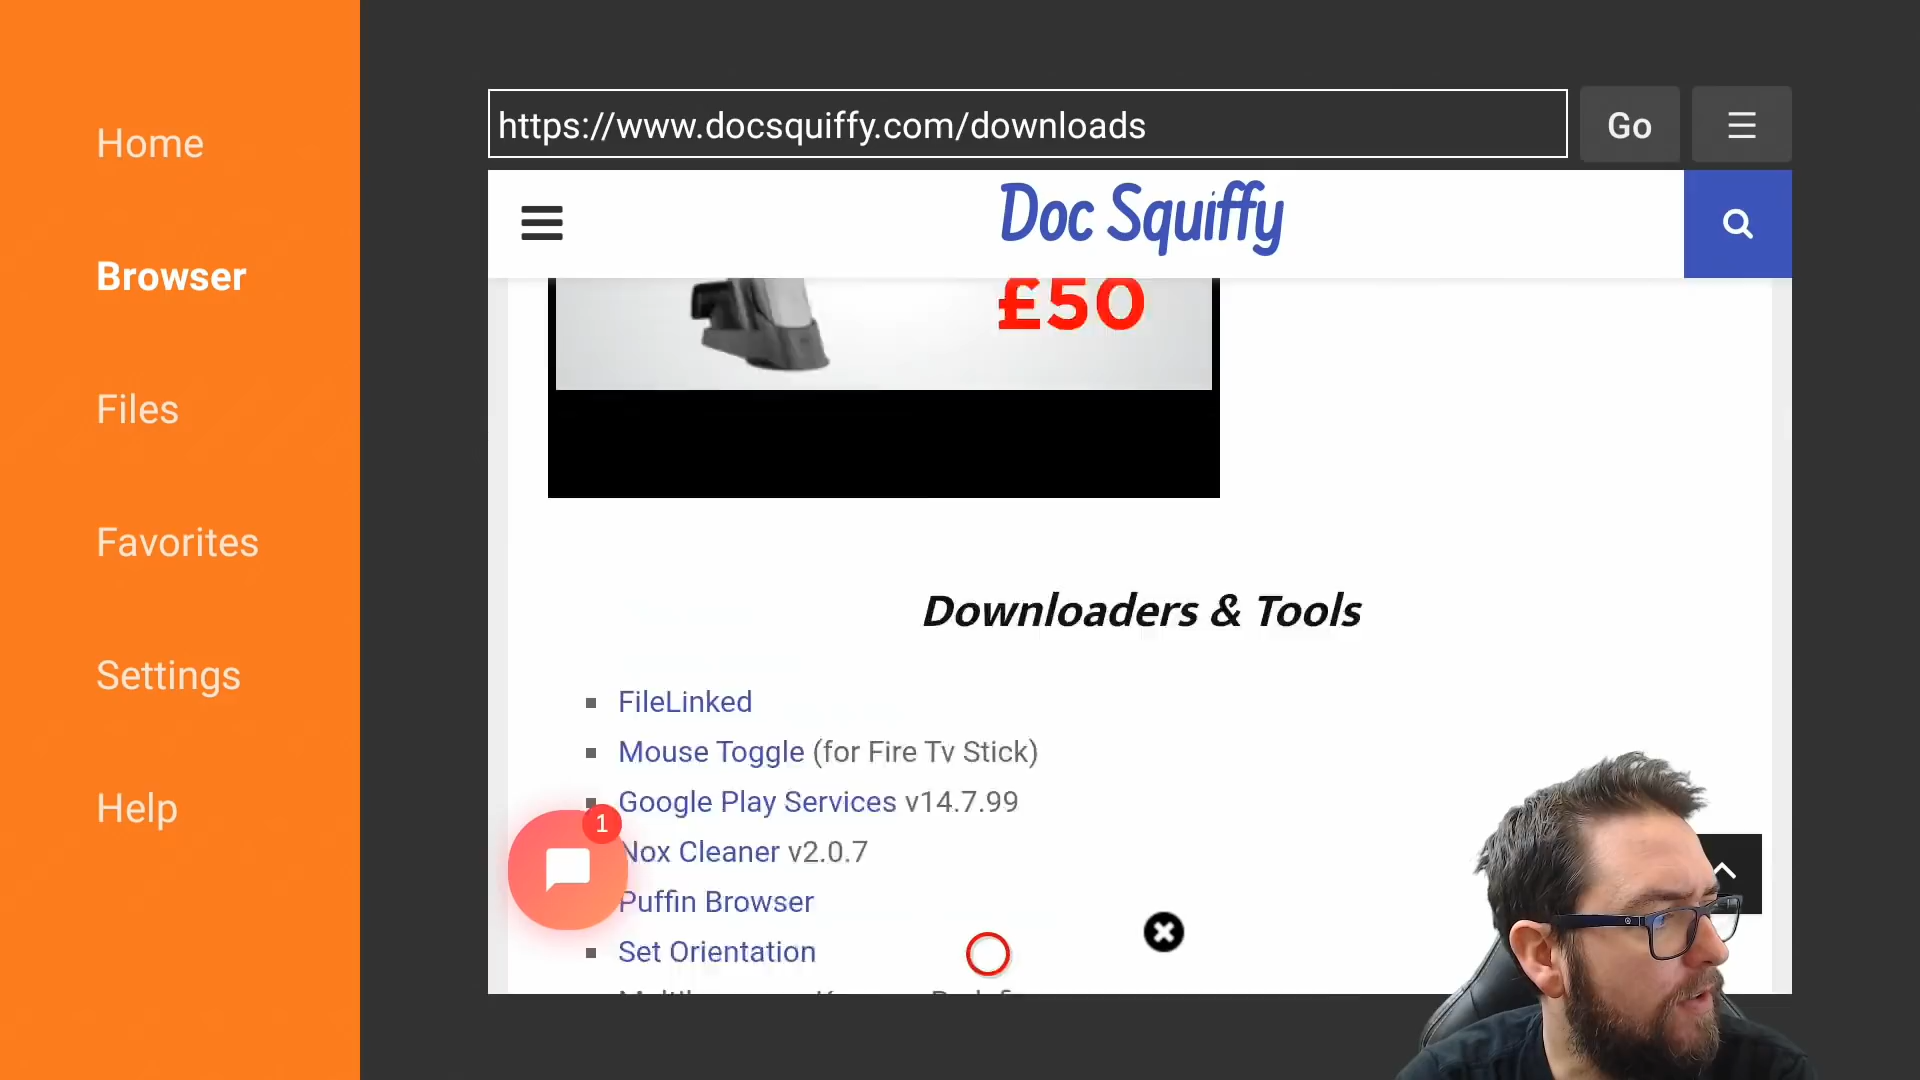 Home
Browser
Files
Favorites
Settings
Help
https://www.docsquiffy.com/downloads
Go
Doc Squiffy
£50
Downloaders & Tools
FileLinked
Mouse Toggle (for Fire Tv Stick)
Google Play Services v14.7.99
1
Nox Cleaner v2.0.7
Puffin Browser
Set Orientation